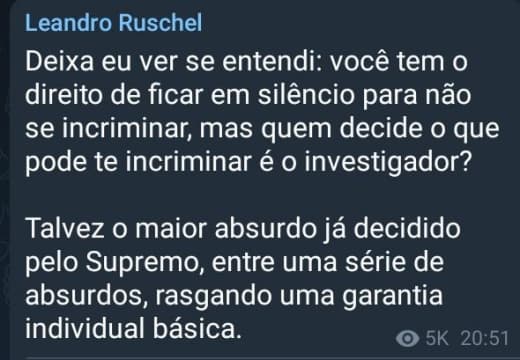 Leandro Ruschel
Deixa eu ver se entendi: você tem o
direito de ficar em silêncio para não
se incriminar, mas quem decide o que
pode te incriminar é o investigador?
Talvez o maior absurdo já decidido
pelo Supremo, entre uma série de
absurdos, rasgando uma garantia
individual básica.
5K 20:51